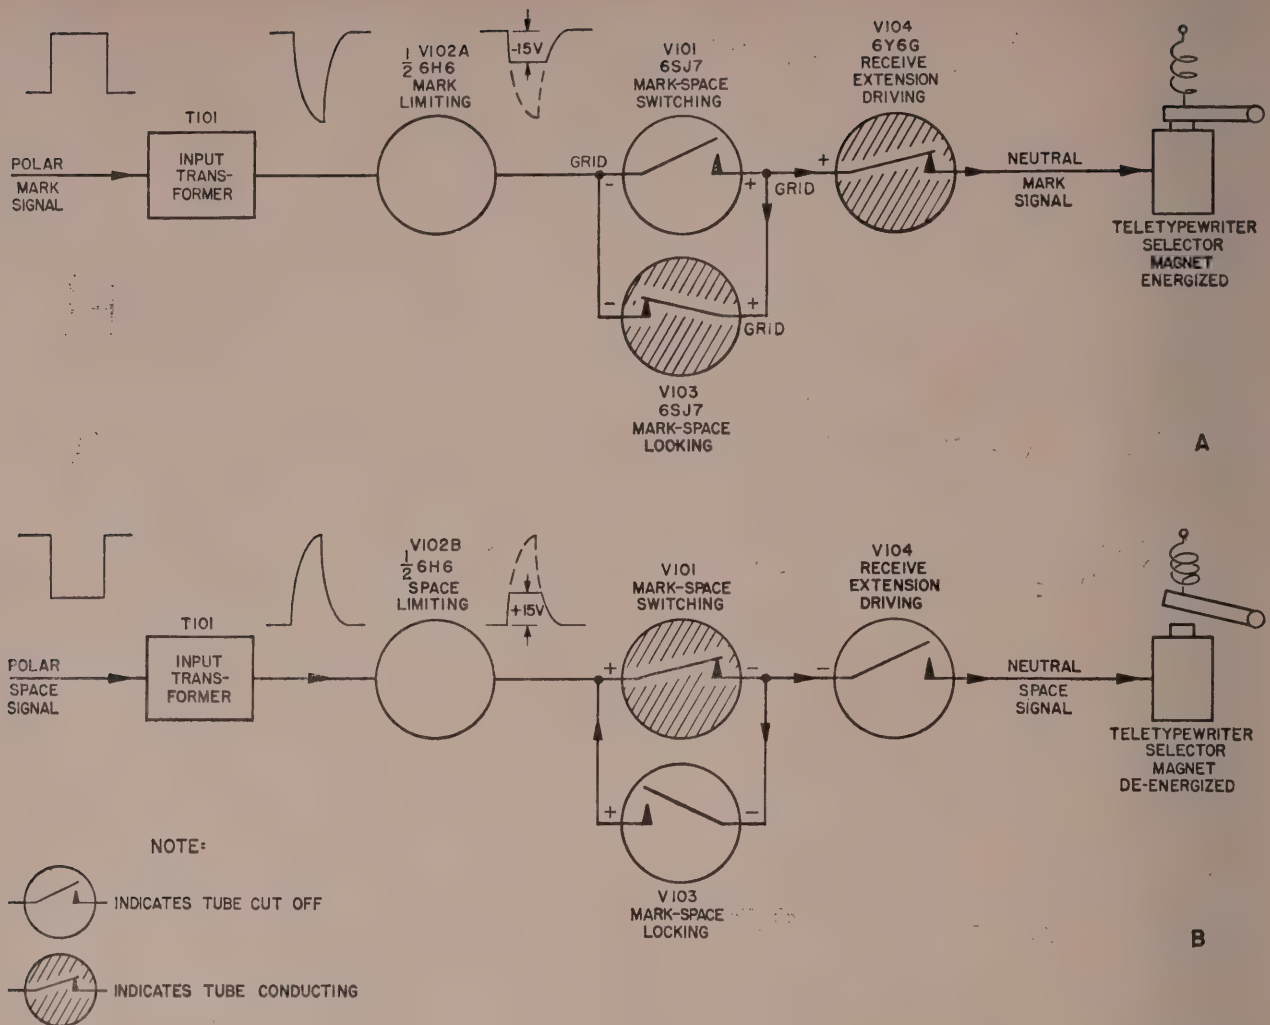 V102A
1/2 6H6
MARK
LIMITING
-15V
V101
6SJ7
MARK-SPACE
SWITCHING
V104
6Y6G
RECEIVE
EXTENSION
DRIVING
T101
INPUT
TRANS-
FORMER
POLAR
MARK
SIGNAL
GRID
-
+
GRID
+
NEUTRAL
MARK
SIGNAL
TELETYPEWRITER
SELECTOR
MAGNET
ENERGIZED
-
+
GRID
V103
6SJ7
MARK-SPACE
LOOKING
A
V102B
1/2 6H6
SPACE
LIMITING
+15V
V101
MARK-SPACE
SWITCHING
V104
RECEIVE
EXTENSION
DRIVING
T101
INPUT
TRANS-
FORMER
POLAR
SPACE
SIGNAL
+
-
-
NEUTRAL
SPACE
SIGNAL
TELETYPEWRITER
SELECTOR
MAGNET
DE-ENERGIZED
+
-
V103
MARK-SPACE
LOCKING
B
NOTE:
INDICATES TUBE CUT OFF
INDICATES TUBE CONDUCTING